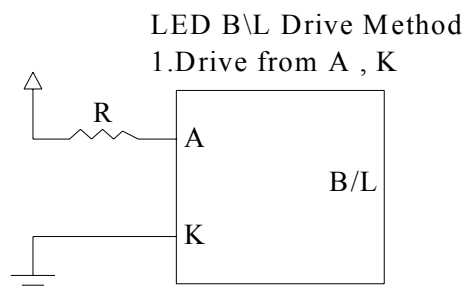 LED B\L Drive Method
1.Drive from A , K
R
A
B/L
K